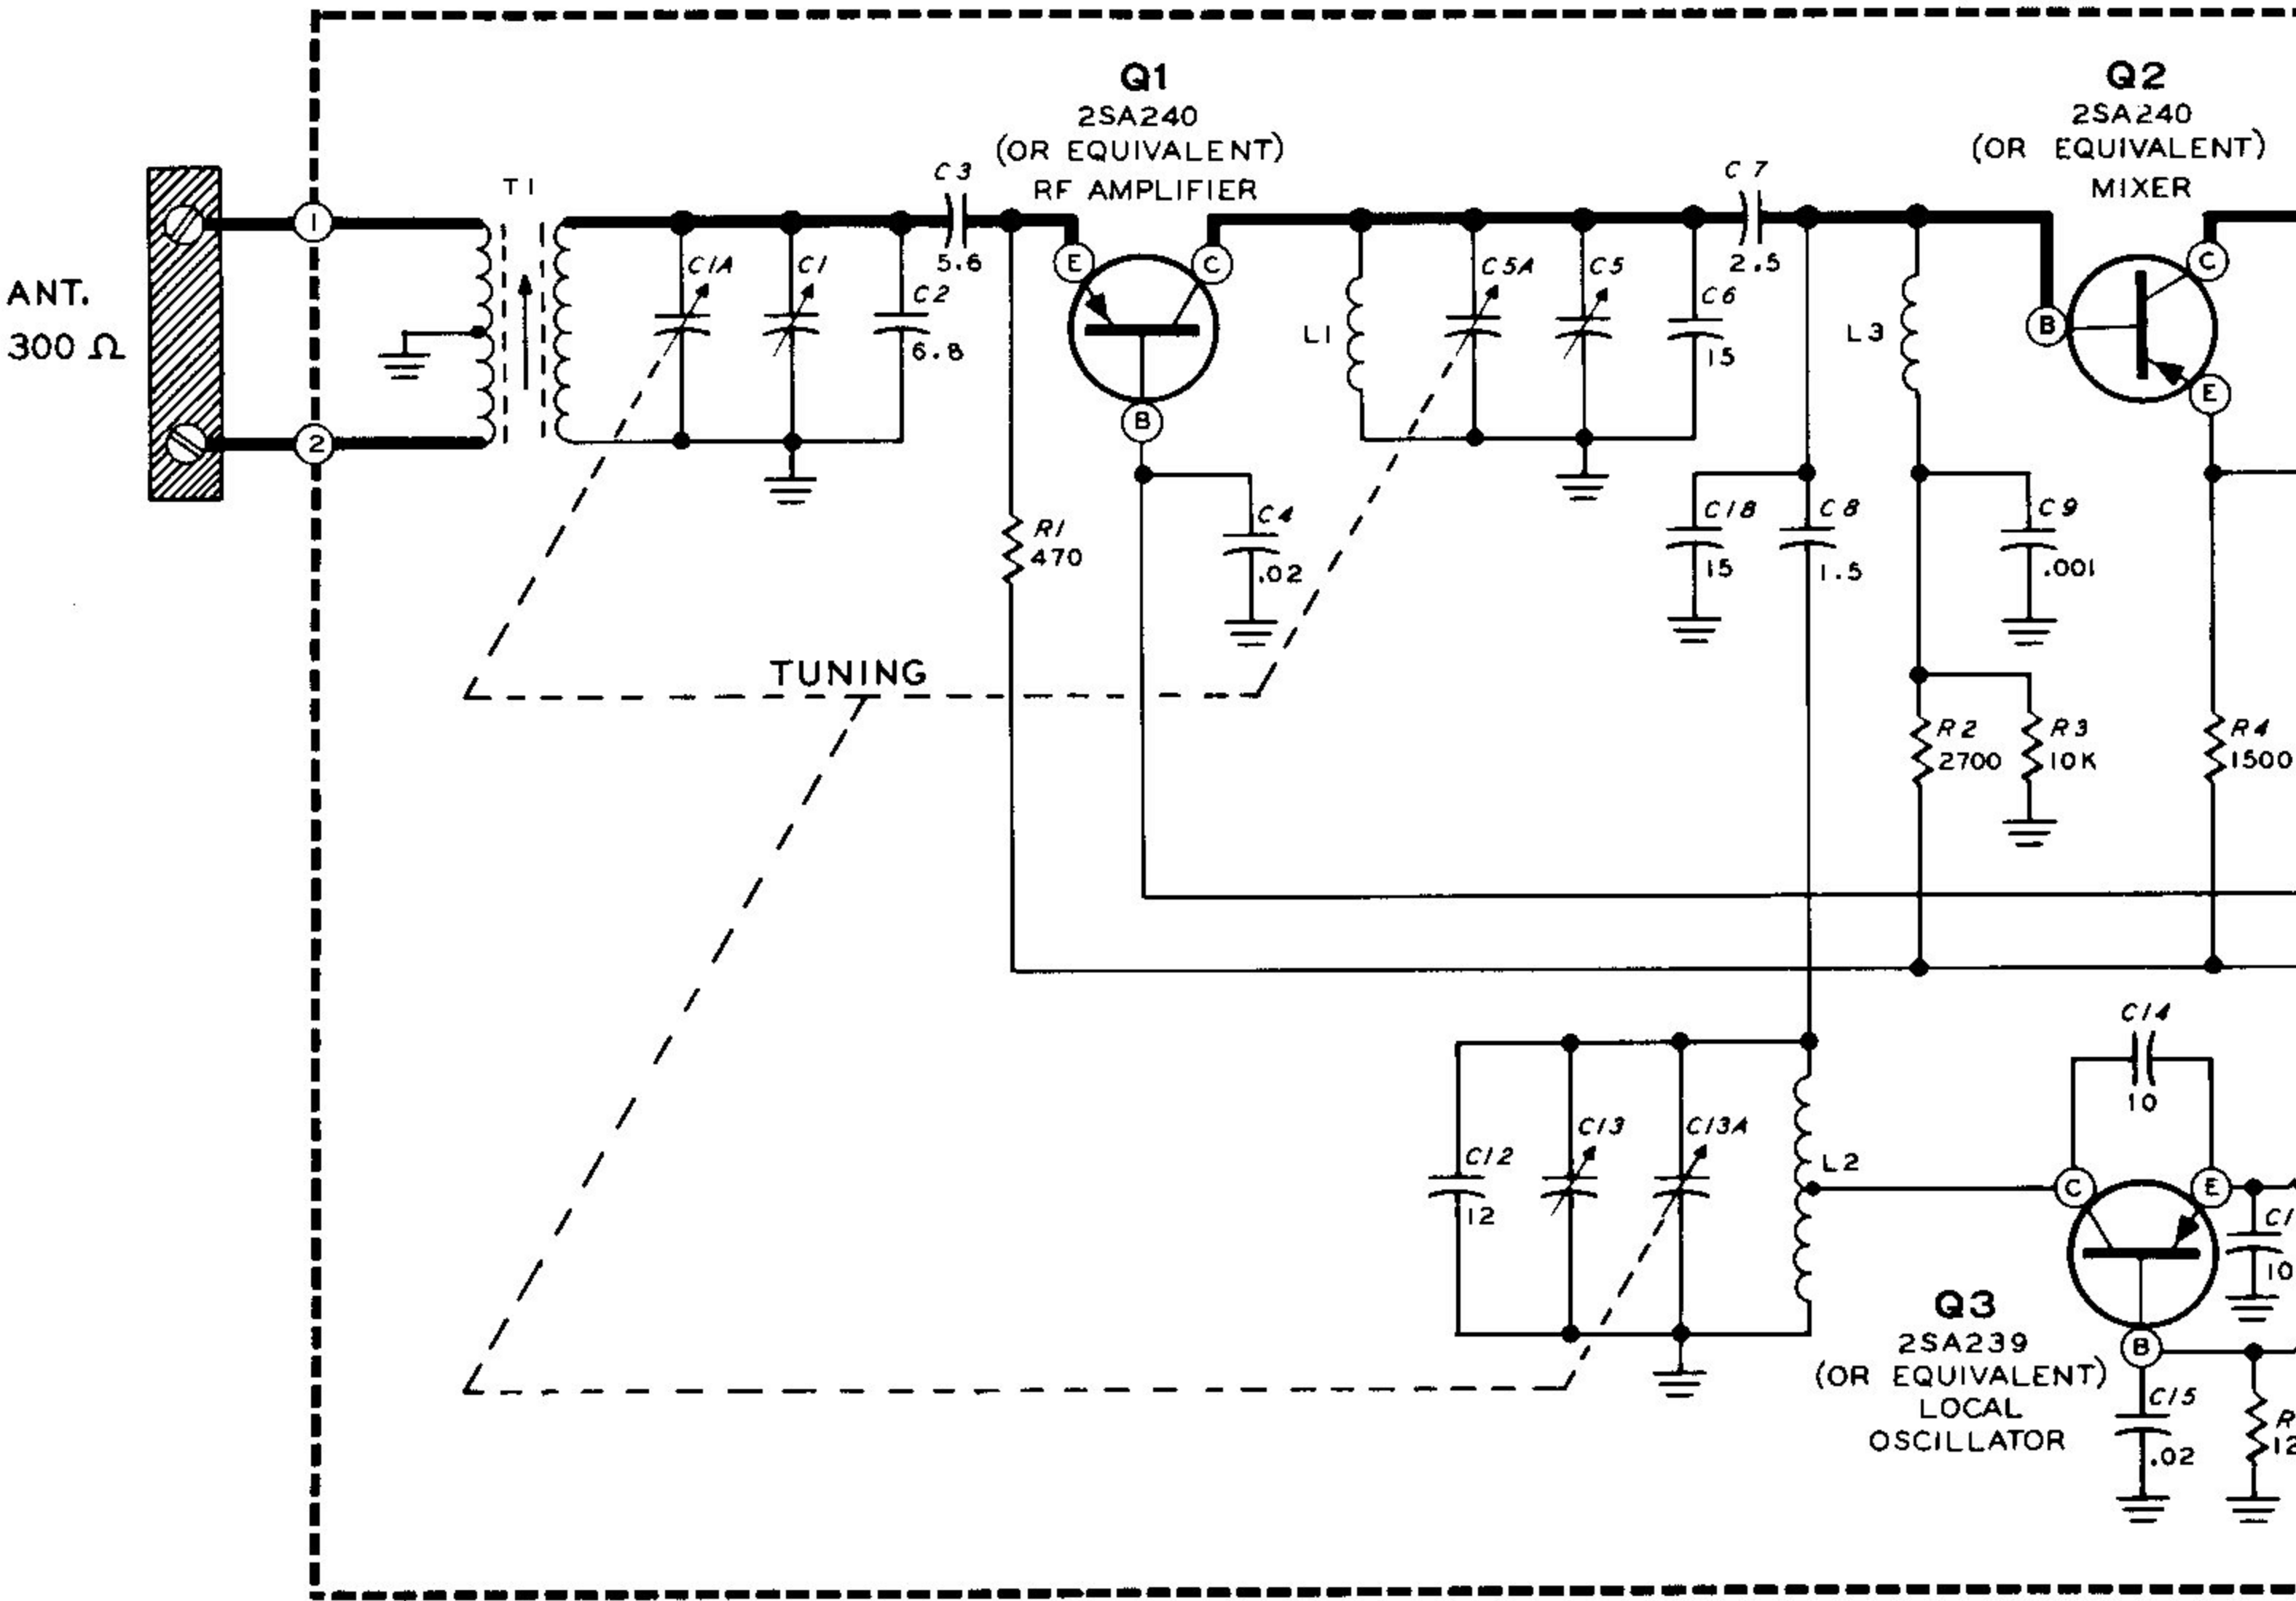 ANT.
300 Ω
1
2
T1
C1A
C1
C2
6.8
C3
5.6
Q1
2SA240
(OR EQUIVALENT)
RF AMPLIFIER
E
C
B
R1
470
C4
.02
L1
C5A
C5
C6
15
C7
2.5
C18
15
C8
1.5
L3
C9
.001
Q2
2SA240
(OR EQUIVALENT)
MIXER
C
B
E
R2
2700
R3
10K
R4
1500
TUNING
C12
12
C13
C13A
L2
C14
10
C
E
B
Q3
2SA239
(OR EQUIVALENT)
LOCAL
OSCILLATOR
C15
.02
10